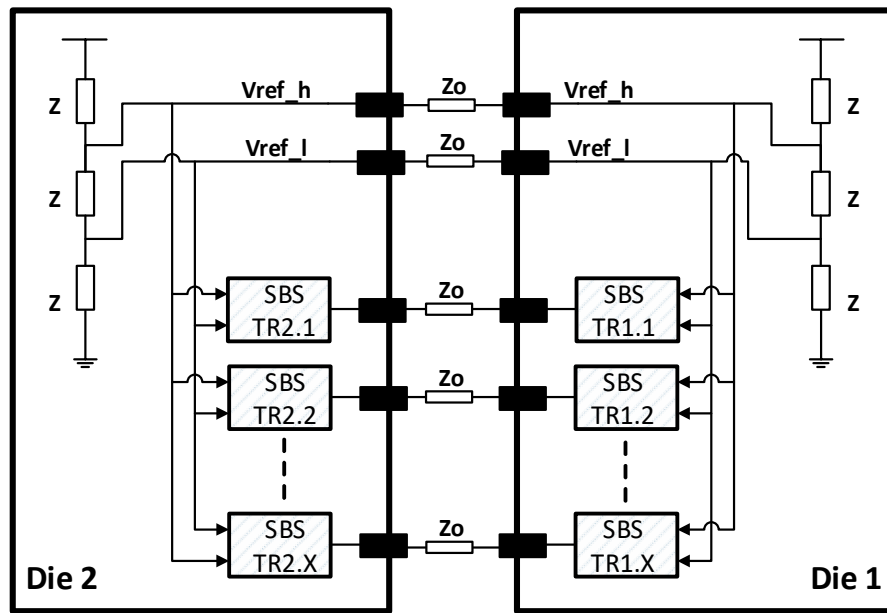 Zo
Vref_h
Vref_h
Z
Z
Zo
Vref_l
Vref_l
Z
Z
SBS
TR2.1
Zo
SBS
TR1.1
Z
Z
SBS
TR2.2
Zo
SBS
TR1.2
SBS
TR2.X
Zo
SBS
TR1.X
Die 2
Die 1